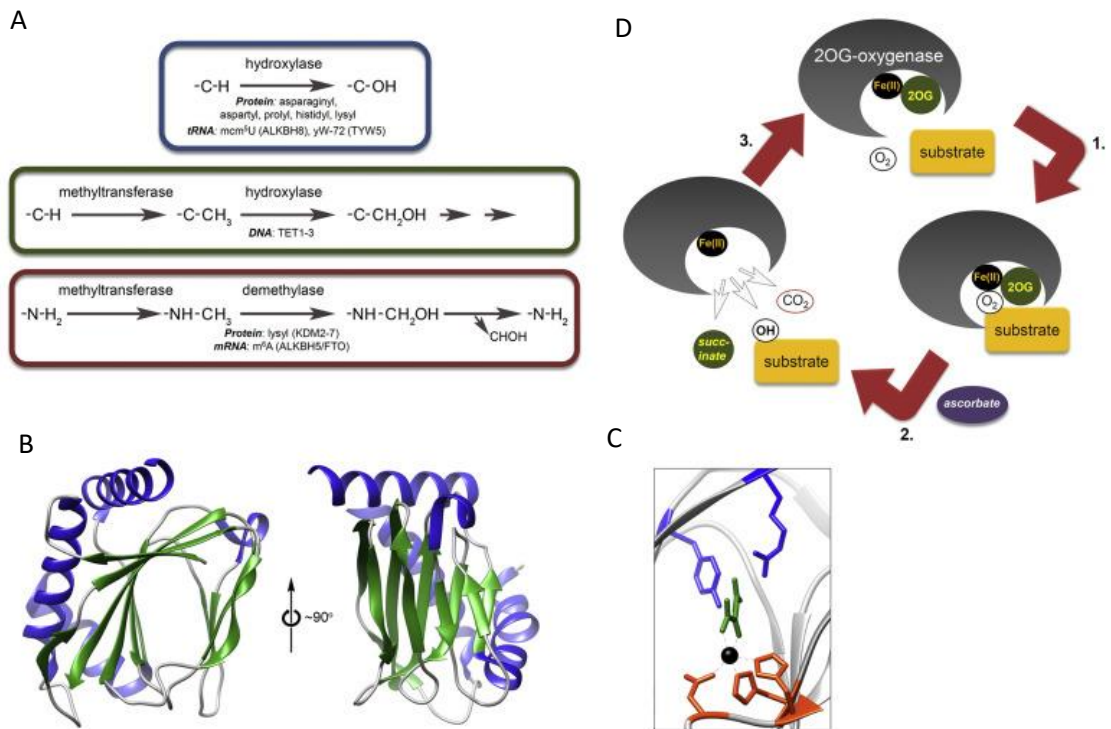 A
hydroxylase
-C-H → -C-OH
Protein: asparaginyl,
aspartyl, prolyl, histidyl, lysyl
tRNA: mcm⁵U (ALKBH8), yW-72 (TYW5)
methyltransferase hydroxylase
-C-H → -C-CH₃ → -C-CH₂OH → →
DNA: TET1-3
methyltransferase demethylase
-N-H₂ → -NH-CH₃ → -NH-CH₂OH → -N-H₂
CHOH
Protein: lysyl (KDM2-7)
mRNA: m⁶A (ALKBH5/FTO)
B
~90°
D
2OG-oxygenase
Fe(II)
2OG
O₂
substrate
1.
Fe(II)
2OG
O₂
substrate
ascorbate
2.
Fe(II)
CO₂
OH
succ-
inate
substrate
3.
C